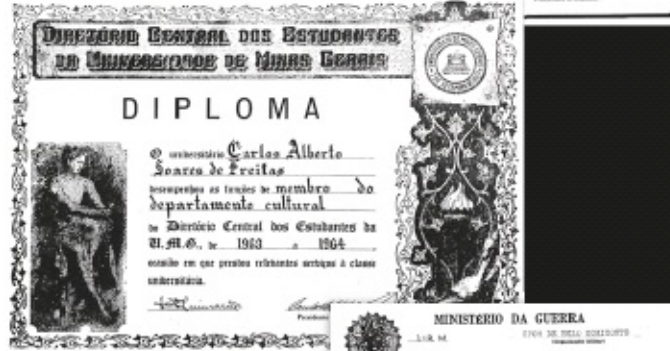 DIRETÓRIO CENTRAL DOS ESTUDANTES
DA UNIVERSIDADE DE MINAS GERAIS
DIPLOMA
O universitário Carlos Alberto
Soares de Freitas
desempenhou as funções de membro do
departamento cultural
do Diretório Central dos Estudantes da
U.M.G., de 1963 a 1964
ocasião em que prestou relevantes serviços à classe
universitária.
MINISTÉRIO DA GUERRA